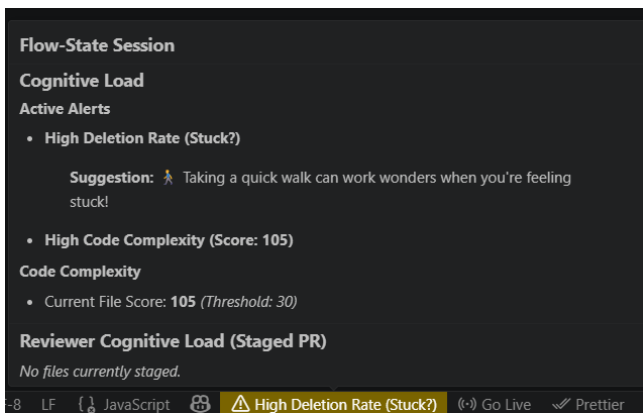 Flow-State Session
Cognitive Load
Active Alerts
• High Deletion Rate (Stuck?)
Suggestion: 🚶 Taking a quick walk can work wonders when you're feeling
stuck!
• High Code Complexity (Score: 105)
Code Complexity
• Current File Score: 105 (Threshold: 30)
Reviewer Cognitive Load (Staged PR)
No files currently staged.
-8 LF {} JavaScript High Deletion Rate (Stuck?) Go Live Prettier